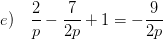 e) 2/p - 7/2p + 1 = -9/2p